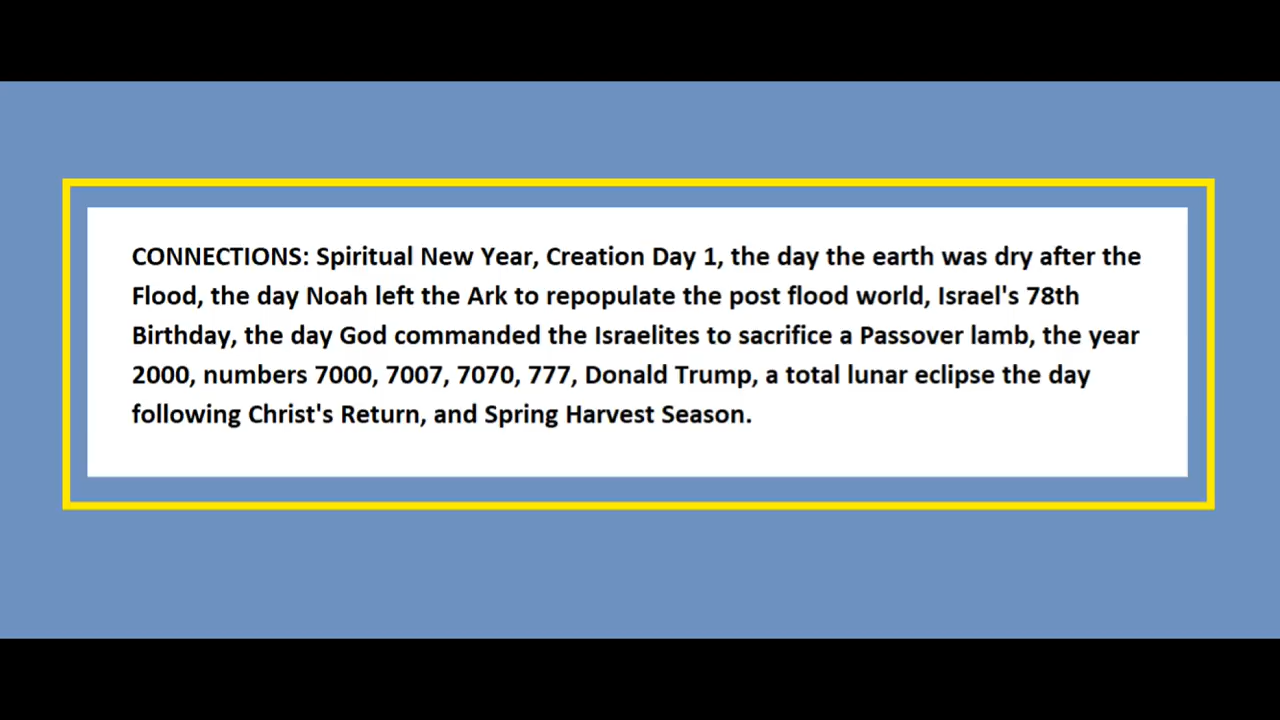 CONNECTIONS: Spiritual New Year, Creation Day 1, the day the earth was dry after the
Flood, the day Noah left the Ark to repopulate the post flood world, Israel's 78th
Birthday, the day God commanded the Israelites to sacrifice a Passover lamb, the year
2000, numbers 7000, 7007, 7070, 777, Donald Trump, a total lunar eclipse the day
following Christ's Return, and Spring Harvest Season.